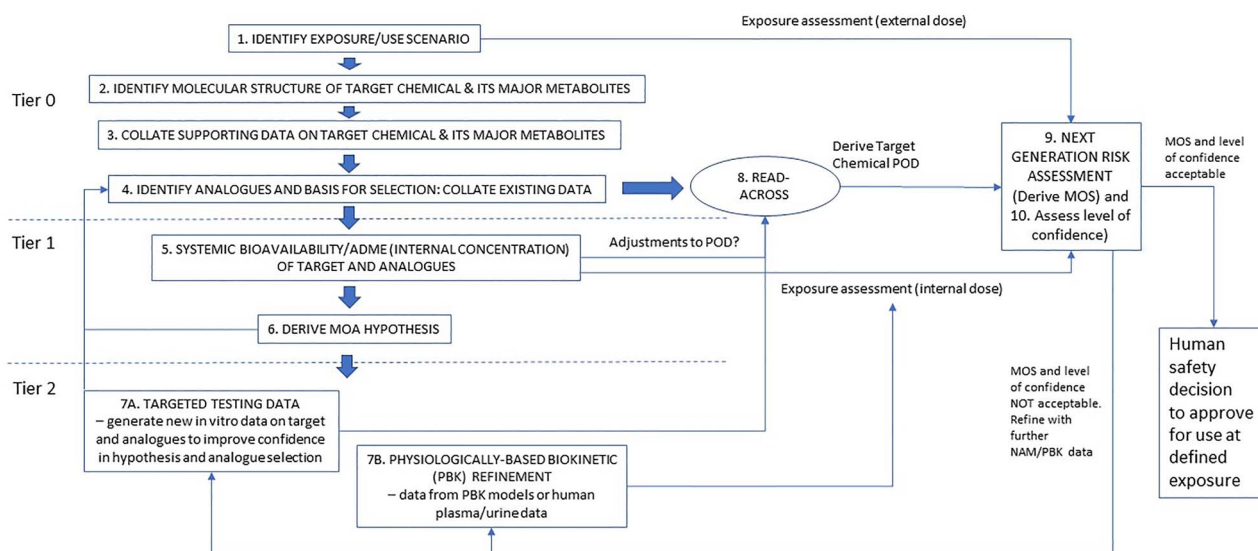 Exposure assessment (external dose)
1. IDENTIFY EXPOSURE/USE SCENARIO
Tier 0
2. IDENTIFY MOLECULAR STRUCTURE OF TARGET CHEMICAL & ITS MAJOR METABOLITES
3. COLLATE SUPPORTING DATA ON TARGET CHEMICAL & ITS MAJOR METABOLITES
4. IDENTIFY ANALOGUES AND BASIS FOR SELECTION: COLLATE EXISTING DATA
8. READ-
ACROSS
Derive Target
Chemical POD
9. NEXT
GENERATION RISK
ASSESSMENT
(Derive MOS) and
10. Assess level of
confidence)
MOS and level
of confidence
acceptable
Tier 1
5. SYSTEMIC BIOAVAILABILITY/ADME (INTERNAL CONCENTRATION)
OF TARGET AND ANALOGUES
Adjustments to POD?
Exposure assessment (internal dose)
6. DERIVE MOA HYPOTHESIS
Tier 2
7A. TARGETED TESTING DATA
– generate new in vitro data on target
and analogues to improve confidence
in hypothesis and analogue selection
7B. PHYSIOLOGICALLY-BASED BIOKINETIC
(PBK) REFINEMENT
– data from PBK models or human
plasma/urine data
MOS and level
of confidence
NOT acceptable.
Refine with
further
NAM/PBK data
Human
safety
decision
to approve
for use at
defined
exposure